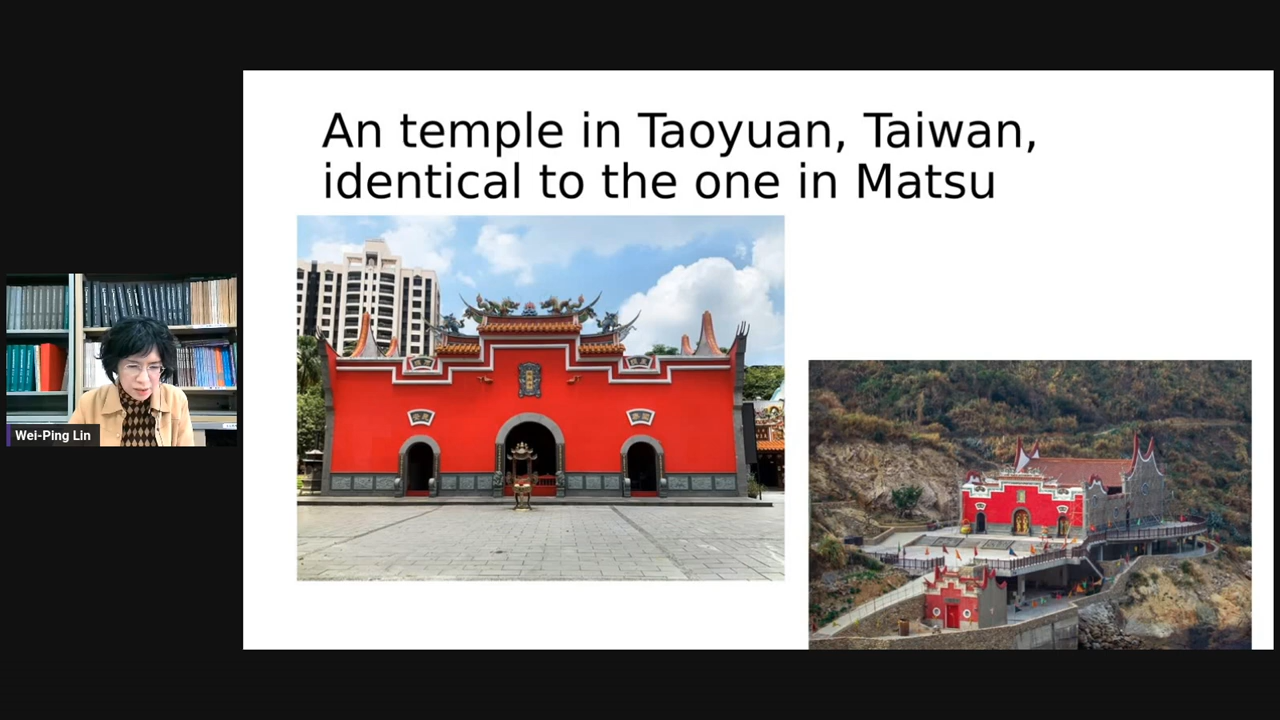 An temple in Taoyuan, Taiwan,
identical to the one in Matsu
Wei-Ping Lin